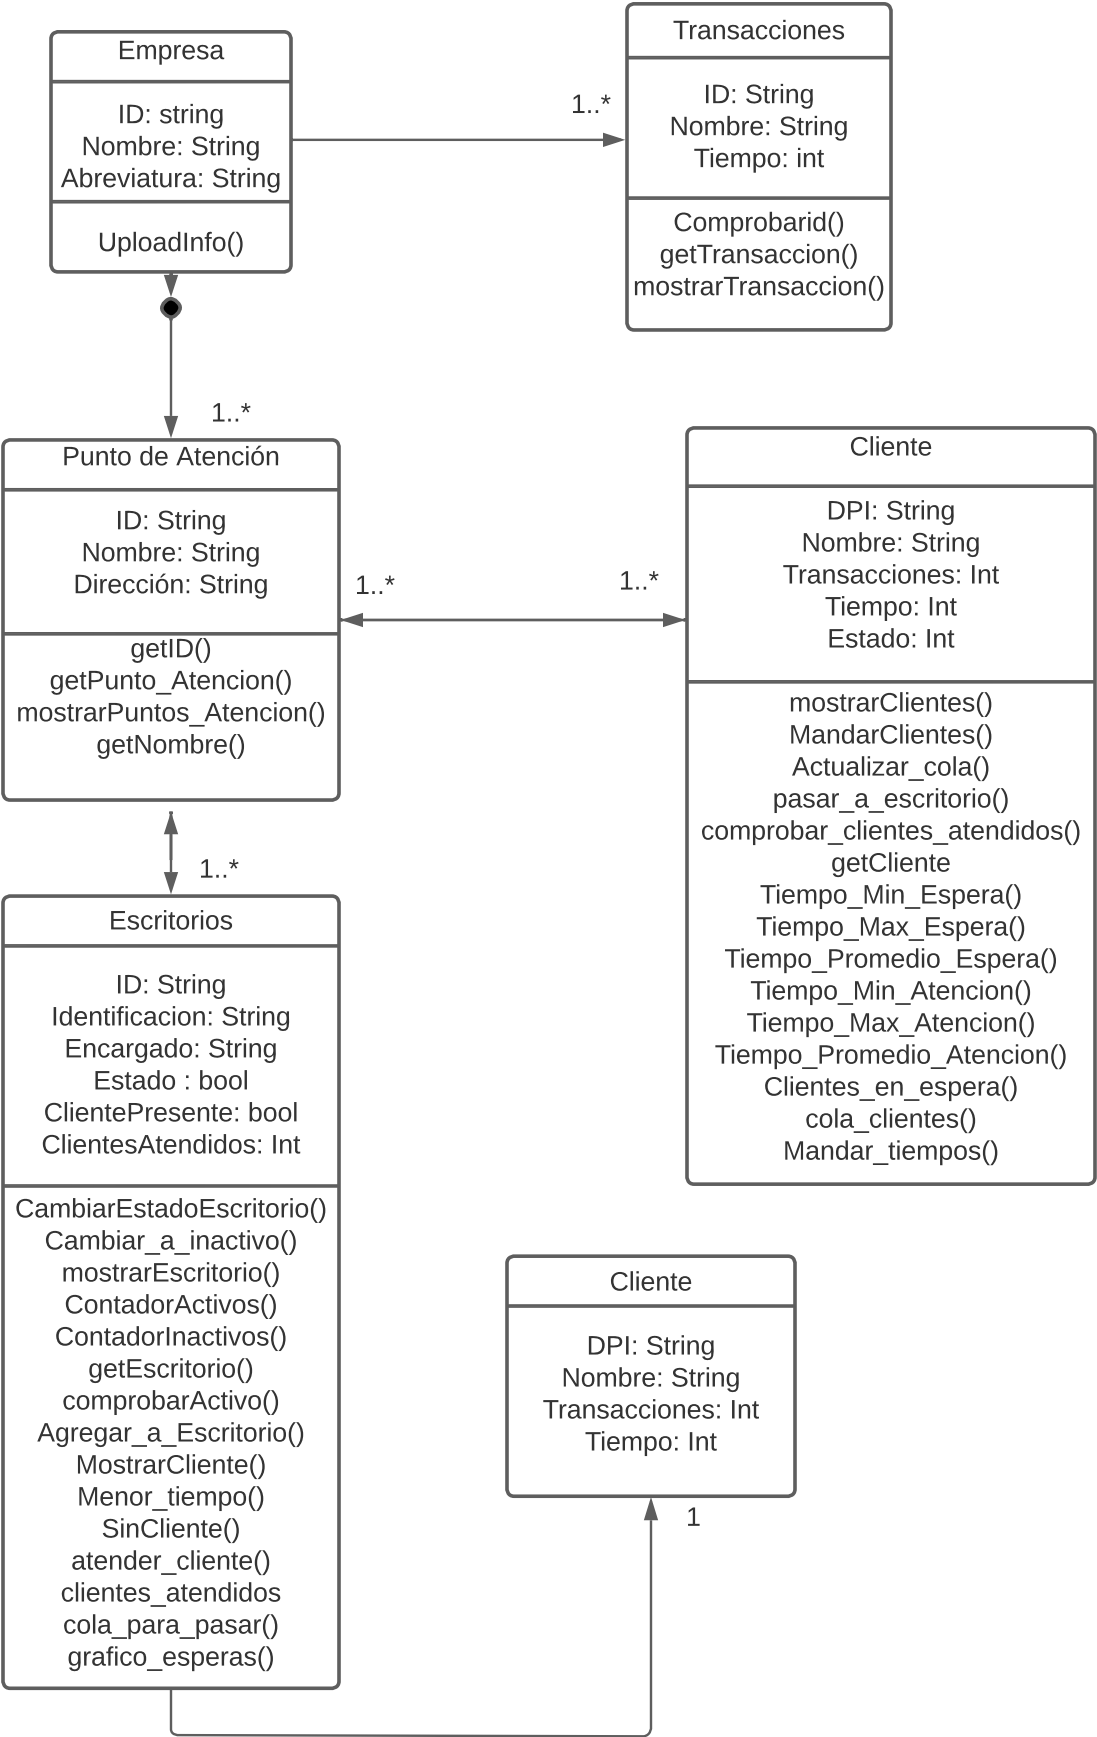 Empresa
ID: string
Nombre: String
Abreviatura: String
UploadInfo()
1..*
Transacciones
ID: String
Nombre: String
Tiempo: int
Comprobarid()
getTransaccion()
mostrarTransaccion()
1..*
Punto de Atención
ID: String
Nombre: String
Dirección: String
getID()
getPunto_Atencion()
mostrarPuntos_Atencion()
getNombre()
1..*
1..*
Cliente
DPI: String
Nombre: String
Transacciones: Int
Tiempo: Int
Estado: Int
mostrarClientes()
MandarClientes()
Actualizar_cola()
pasar_a_escritorio()
comprobar_clientes_atendidos()
getCliente
Tiempo_Min_Espera()
Tiempo_Max_Espera()
Tiempo_Promedio_Espera()
Tiempo_Min_Atencion()
Tiempo_Max_Atencion()
Tiempo_Promedio_Atencion()
Clientes_en_espera()
cola_clientes()
Mandar_tiempos()
1..*
Escritorios
ID: String
Identificacion: String
Encargado: String
Estado : bool
ClientePresente: bool
ClientesAtendidos: Int
CambiarEstadoEscritorio()
Cambiar_a_inactivo()
mostrarEscritorio()
ContadorActivos()
ContadorInactivos()
getEscritorio()
comprobarActivo()
Agregar_a_Escritorio()
MostrarCliente()
Menor_tiempo()
SinCliente()
atender_cliente()
clientes_atendidos
cola_para_pasar()
grafico_esperas()
Cliente
DPI: String
Nombre: String
Transacciones: Int
Tiempo: Int
1